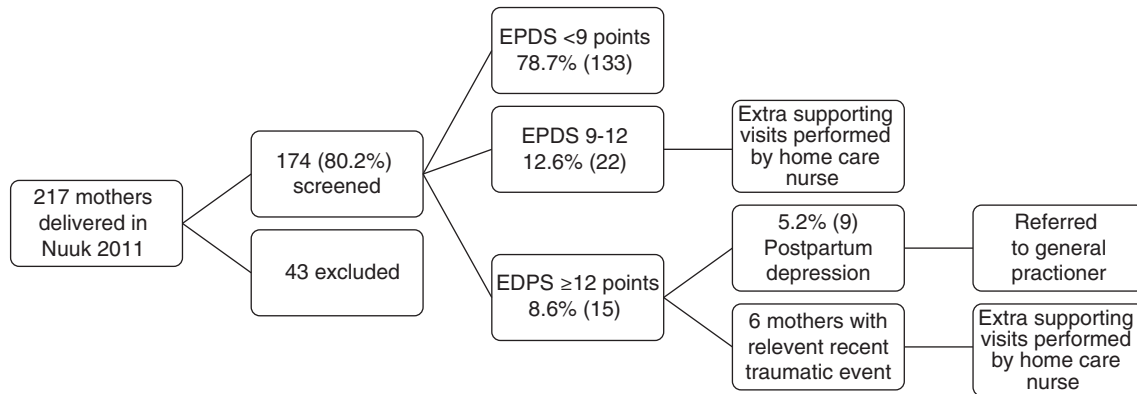 217 mothers
delivered in
Nuuk 2011
174 (80.2%)
screened
43 excluded
EPDS <9 points
78.7% (133)
EPDS 9-12
12.6% (22)
Extra supporting
visits performed
by home care
nurse
EDPS ≥12 points
8.6% (15)
5.2% (9)
Postpartum
depression
Referred
to general
practioner
6 mothers with
relevent recent
traumatic event
Extra supporting
visits performed
by home care
nurse